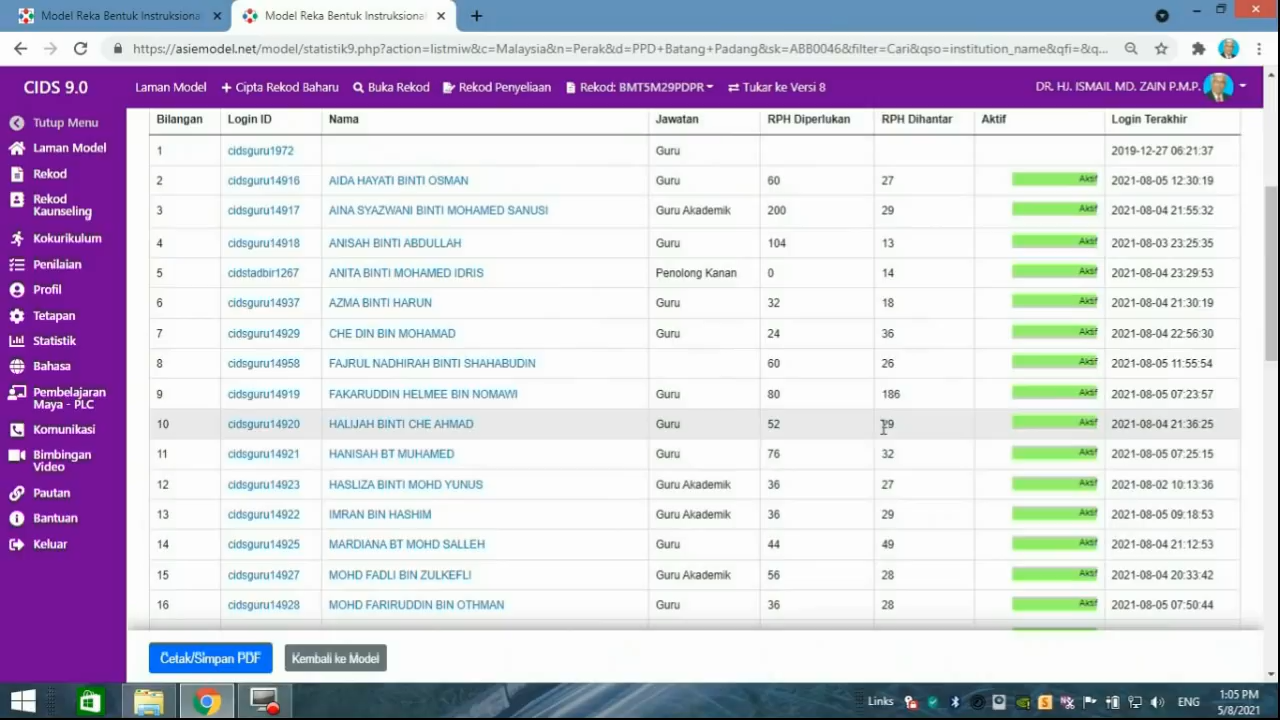 Model Reka Bentuk Instruksiona
Model Reka Bentuk Instruksiona
https://asiemodel.net/model/statistik9.php?action=listmiw&c=Malaysia&n=Perak&d=PPD+Batang+Padang&sk=ABB0046&filter=Cari&qso=institution_name&qfi=&q...
CIDS 9.0 Laman Model Cipta Rekod Baharu Buka Rekod Rekod Penyeliaan Rekod: BMT5M29PDPR Tukar ke Versi 8 DR. HJ. ISMAIL MD. ZAIN P.M.P.
Tutup Menu
Laman Model
Rekod
Rekod
Kaunseling
Kokurikulum
Penilaian
Profil
Tetapan
Statistik
Bahasa
Pembelajaran
Maya - PLC
Komunikasi
Bimbingan
Video
Pautan
Bantuan
Keluar
Bilangan Login ID Nama Jawatan RPH Diperlukan RPH Dihantar Aktif Login Terakhir
1 cidsguru1972 Guru 2019-12-27 06:21:37
2 cidsguru14916 AIDA HAYATI BINTI OSMAN Guru 60 27 Aktif 2021-08-05 12:30:19
3 cidsguru14917 AINA SYAZWANI BINTI MOHAMED SANUSI Guru Akademik 200 29 Aktif 2021-08-04 21:55:32
4 cidsguru14918 ANISAH BINTI ABDULLAH Guru 104 13 Aktif 2021-08-03 23:25:35
5 cidstadbir1267 ANITA BINTI MOHAMED IDRIS Penolong Kanan 0 14 Aktif 2021-08-04 23:29:53
6 cidsguru14937 AZMA BINTI HARUN Guru 32 18 Aktif 2021-08-04 21:30:19
7 cidsguru14929 CHE DIN BIN MOHAMAD Guru 24 36 Aktif 2021-08-04 22:56:30
8 cidsguru14958 FAJRUL NADHIRAH BINTI SHAHABUDIN 60 26 Aktif 2021-08-05 11:55:54
9 cidsguru14919 FAKARUDDIN HELMEE BIN NOMAWI Guru 80 186 Aktif 2021-08-05 07:23:57
10 cidsguru14920 HALIJAH BINTI CHE AHMAD Guru 52 Aktif 2021-08-04 21:36:25
11 cidsguru14921 HANISAH BT MUHAMED Guru 76 32 Aktif 2021-08-05 07:25:15
12 cidsguru14923 HASLIZA BINTI MOHD YUNUS Guru Akademik 36 27 Aktif 2021-08-02 10:13:36
13 cidsguru14922 IMRAN BIN HASHIM Guru Akademik 36 29 Aktif 2021-08-05 09:18:53
14 cidsguru14925 MARDIANA BT MOHD SALLEH Guru 44 49 Aktif 2021-08-04 21:12:53
15 cidsguru14927 MOHD FADLI BIN ZULKEFLI Guru Akademik 56 28 Aktif 2021-08-04 20:33:42
16 cidsguru14928 MOHD FARIRUDDIN BIN OTHMAN Guru 36 28 Aktif 2021-08-05 07:50:44
Cetak/Simpan PDF Kembali ke Model
Links ENG 1:05 PM
5/8/2021